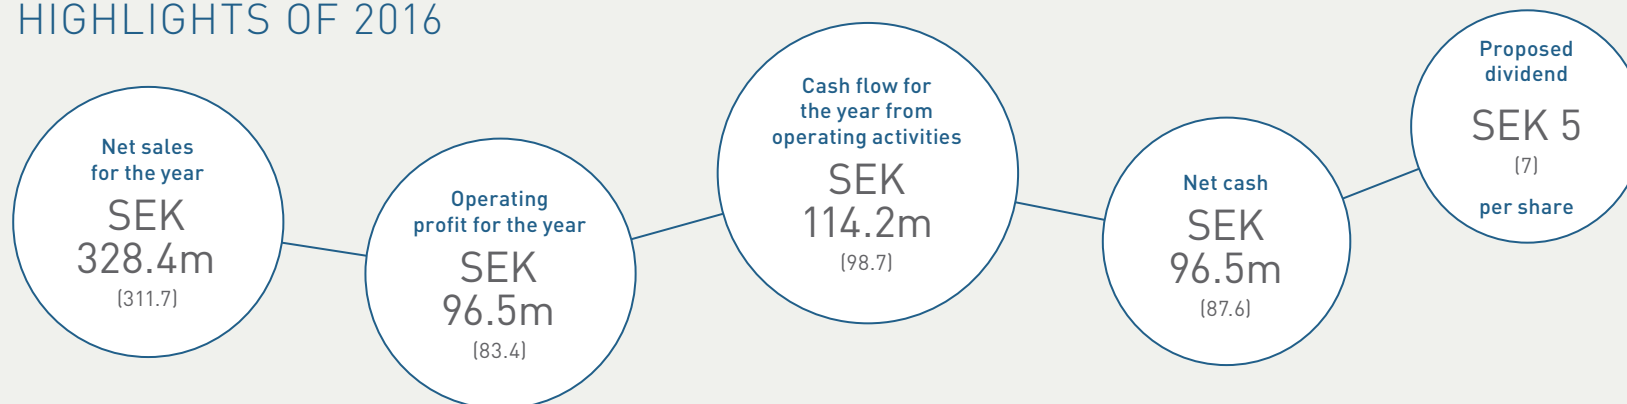 HIGHLIGHTS OF 2016
Net sales
for the year
SEK
328.4m
(311.7)
Operating
profit for the year
SEK
96.5m
(83.4)
Cash flow for
the year from
operating activities
SEK
114.2m
(98.7)
Net cash
SEK
96.5m
(87.6)
Proposed
dividend
SEK 5
(7)
per share